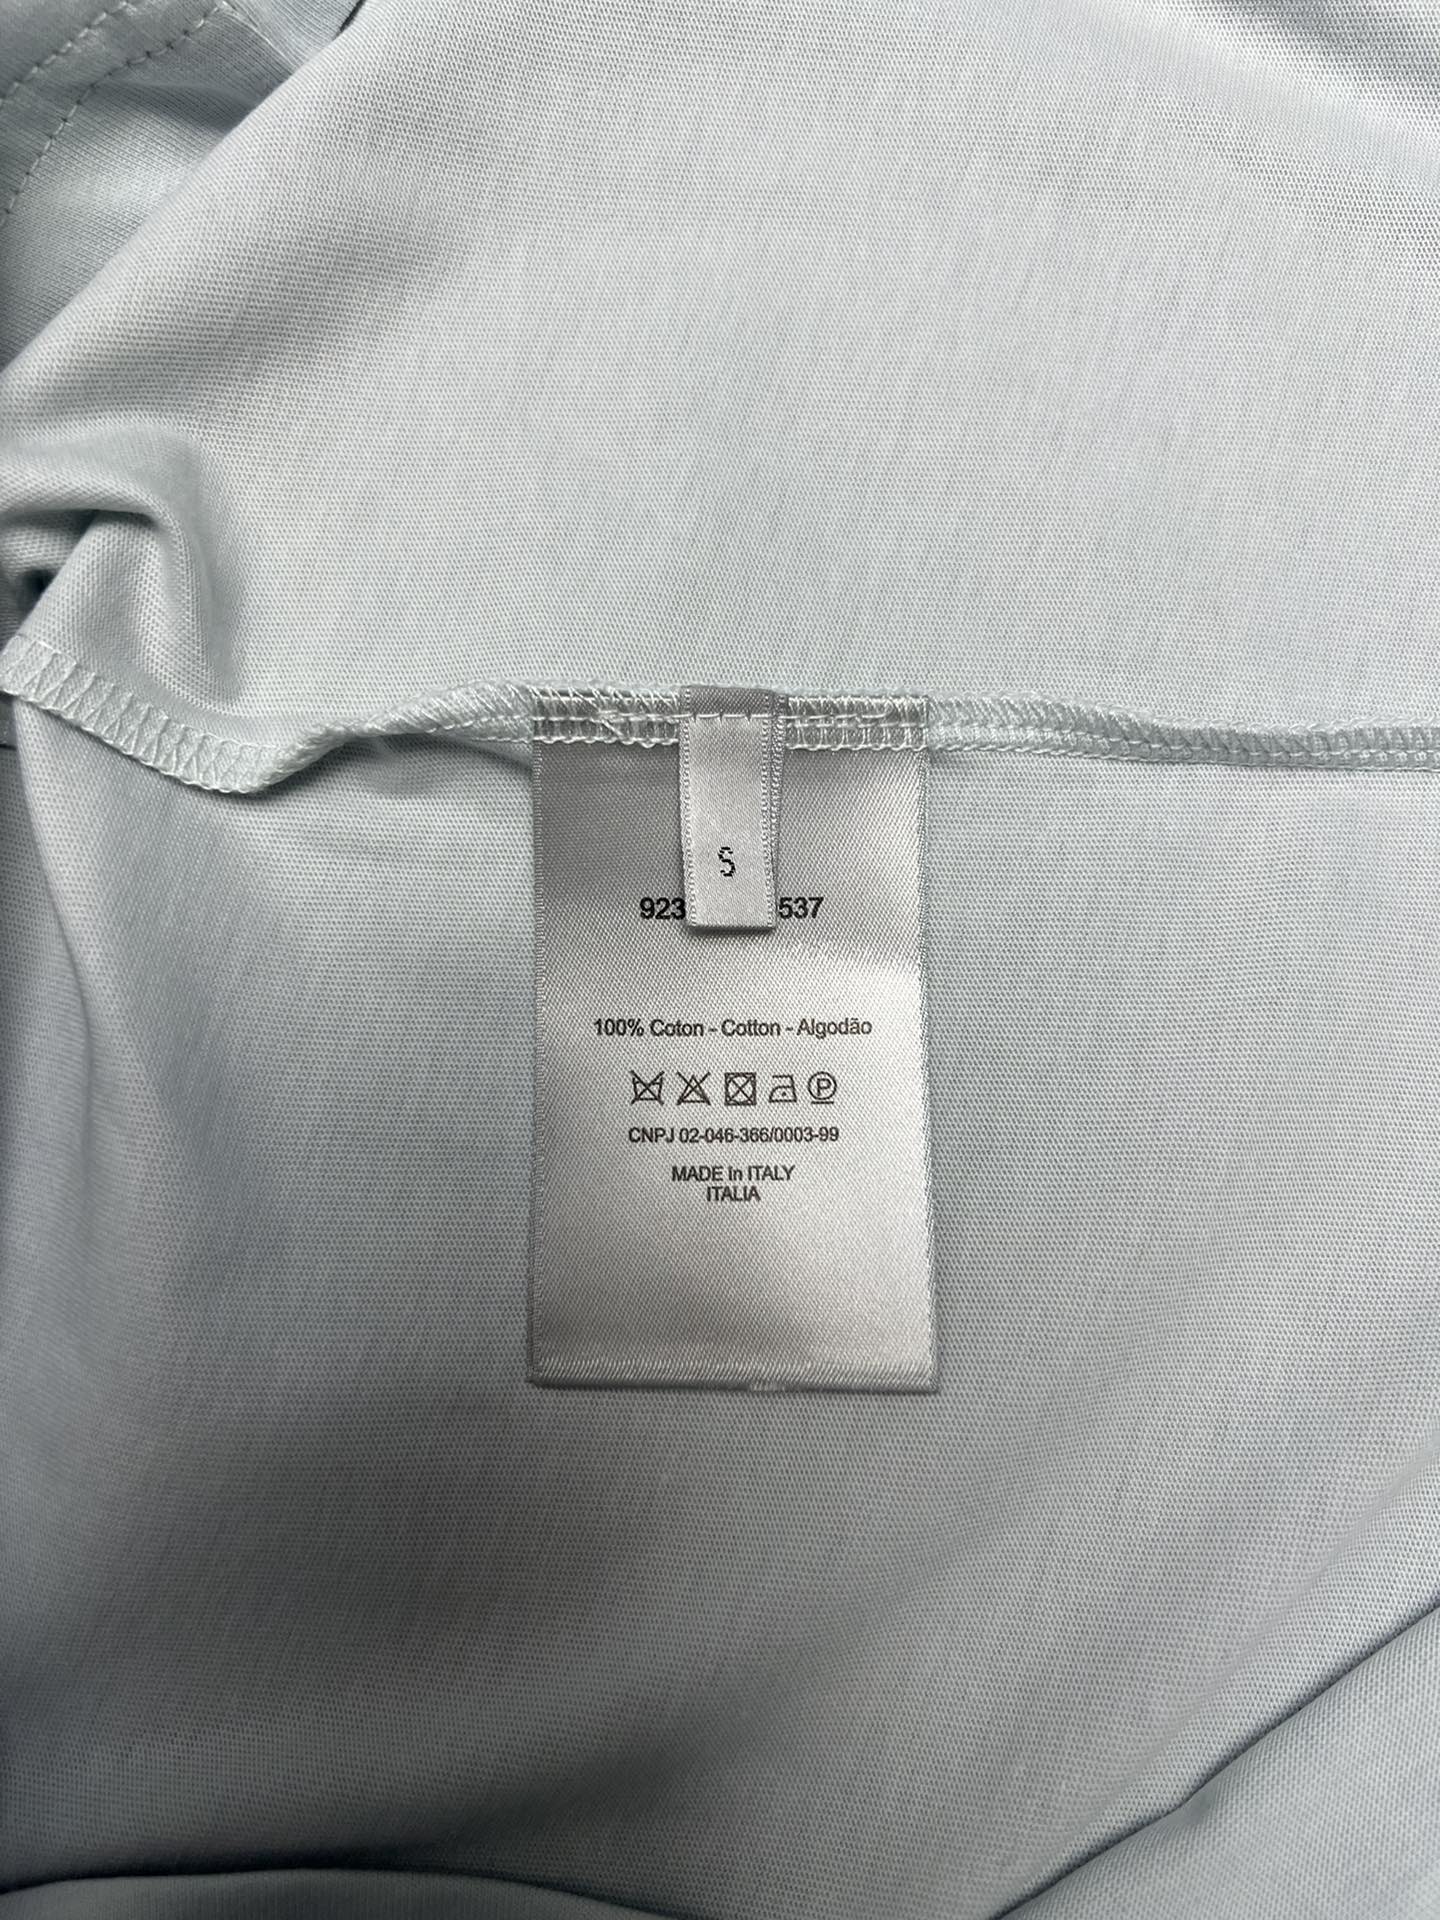 S
923 537
100% Coton - Cotton - Algodão
CNPJ 02-046-366/0003-99
MADE in ITALY
ITALIA